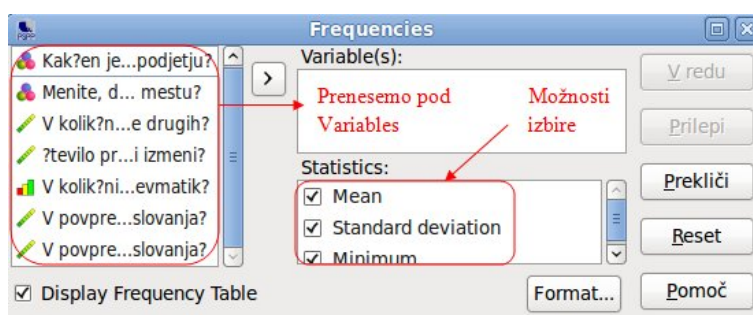 Frequencies
Kak?en je...podjetju?
Menite, d... mestu?
V kolik?n...e drugih?
?tevilo pr...i izmeni?
V kolik?ni...evmatik?
V povpre...slovanja?
V povpre...slovanja?
Variable(s):
Prenesemo pod
Variables
Možnosti
izbire
Statistics:
Mean
Standard deviation
Minimum
V redu
Prilepi
Prekliči
Reset
Pomoč
Display Frequency Table
Format...